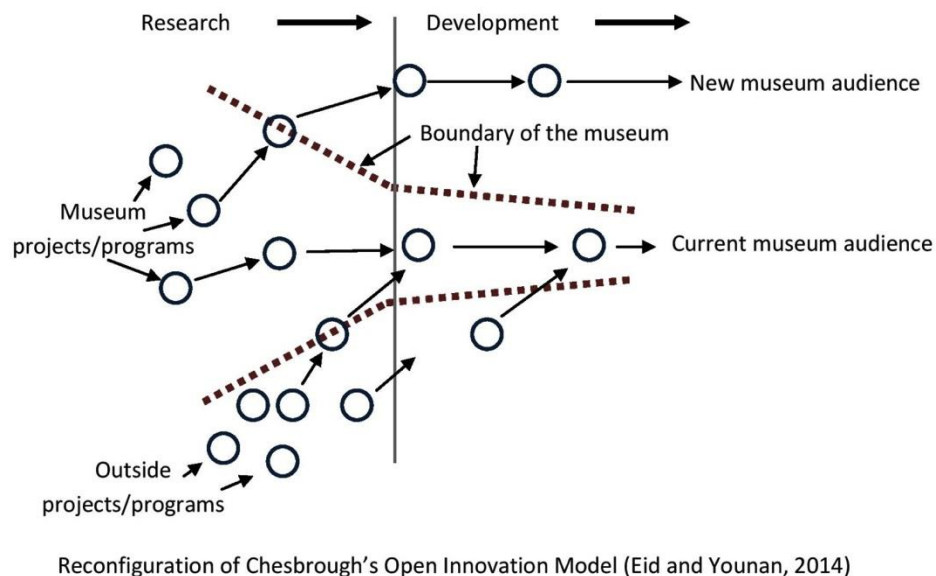 Research
Development
New museum audience
Boundary of the museum
Museum
projects/programs
Current museum audience
Outside
projects/programs
Reconfiguration of Chesbrough's Open Innovation Model (Eid and Younan, 2014)